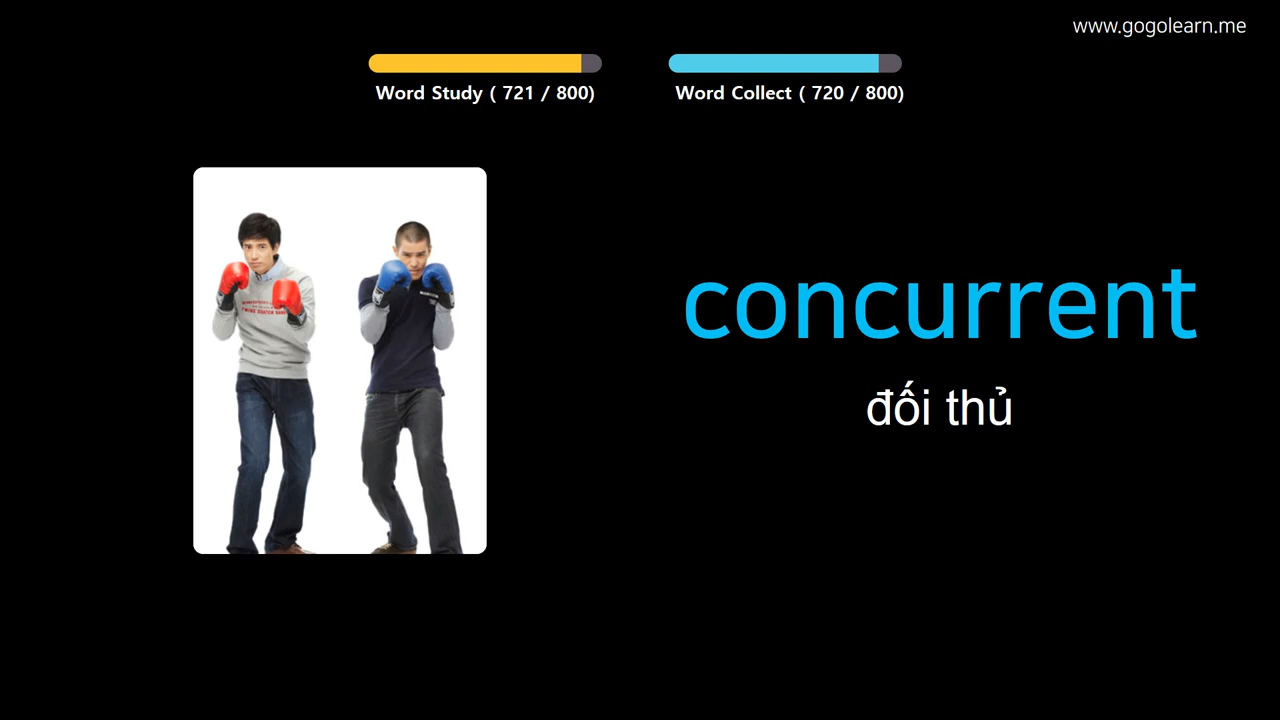 www.gogolearn.me
Word Study ( 721 / 800)
Word Collect ( 720 / 800)
concurrent
đối thủ